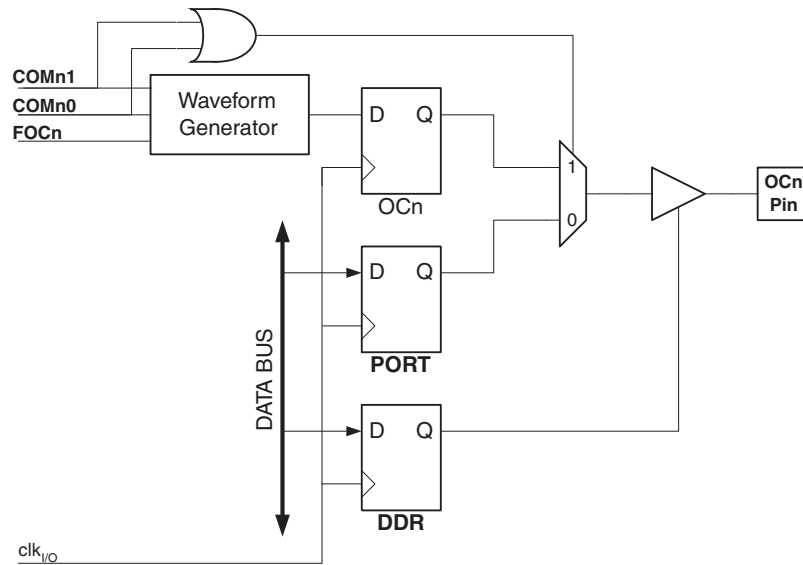 COMn1
COMn0
FOCn
Waveform
Generator
D Q
OCn
1
0
OCn
Pin
D Q
PORT
DATA BUS
D Q
DDR
clkI/O